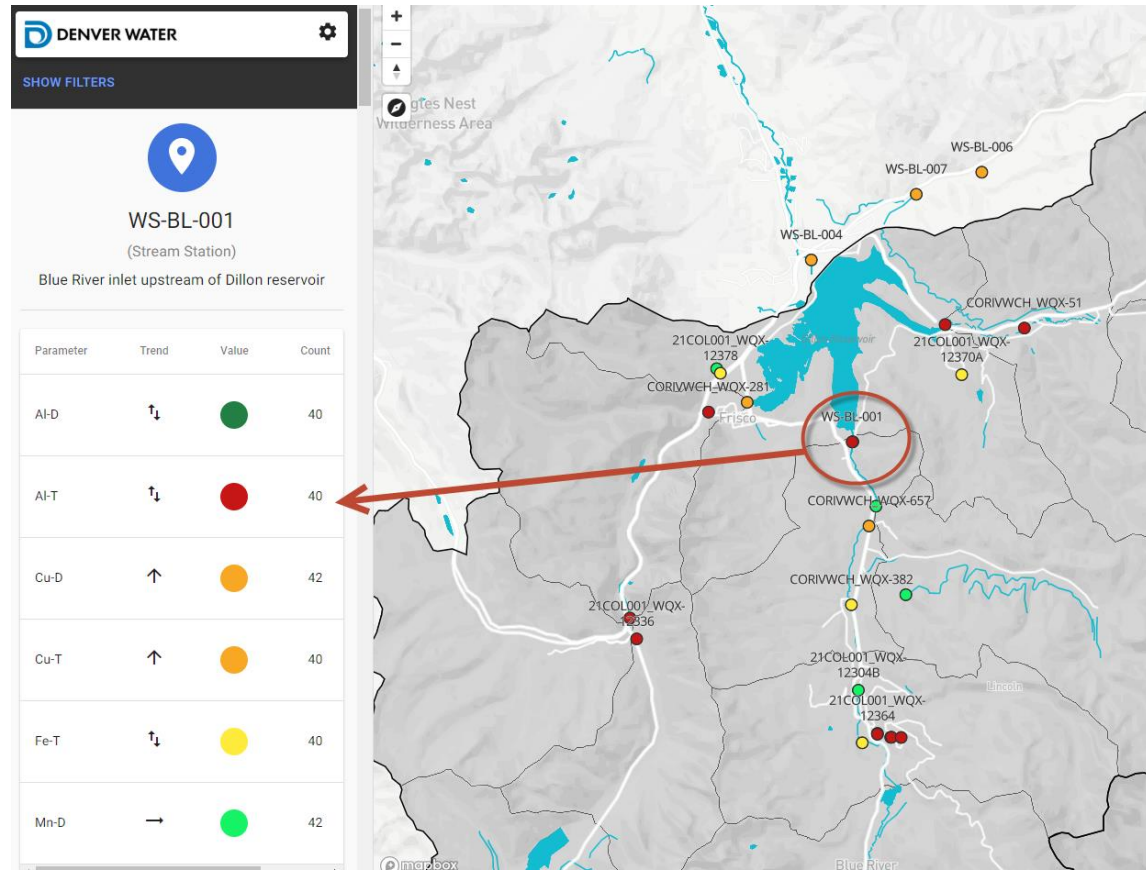 DENVER WATER
SHOW FILTERS
WS-BL-001
(Stream Station)
Blue River inlet upstream of Dillon reservoir
Parameter Trend Value Count
Al-D ↑↓ 40
Al-T ↑↓ 40
Cu-D ↑ 42
Cu-T ↑ 40
Fe-T ↑↓ 40
Mn-D → 42
+
−
Nest
Wilderness Area
WS-BL-006
WS-BL-007
WS-BL-004
CORIVWCH_WQX-51
21COL001_WQX-
12378
21COL001_WQX-
12370A
CORIVWCH_WQX-281
Frisco
WS-BL-001
CORIVWCH_WQX-657
CORIVWCH_WQX-382
21COL001_WQX-
12336
21COL001_WQX-
12304B
Lincoln
21COL001_WQX-
12364
Blue River
mapbox